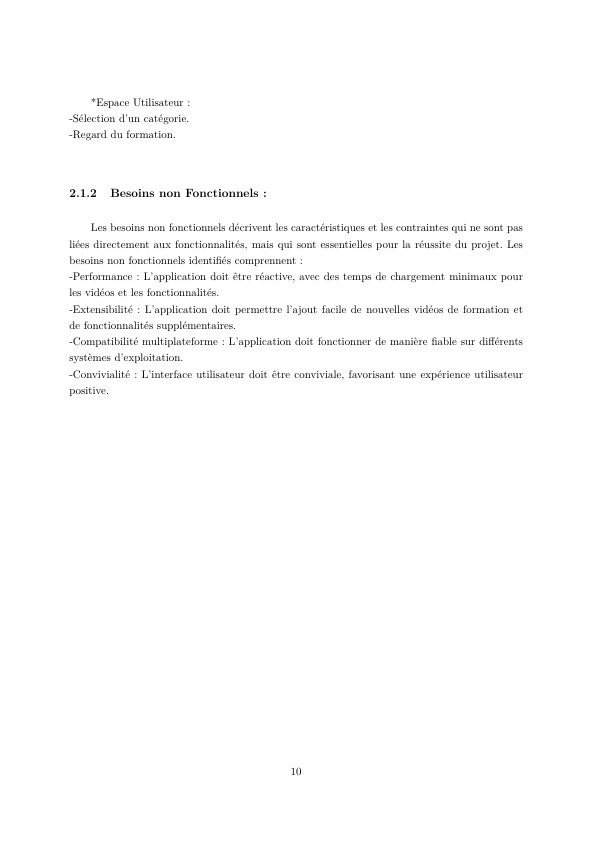 *Espace Utilisateur :
-Sélection d'un catégorie.
-Regard du formation.
2.1.2 Besoins non Fonctionnels :
Les besoins non fonctionnels décrivent les caractéristiques et les contraintes qui ne sont pas
liées directement aux fonctionnalités, mais qui sont essentielles pour la réussite du projet. Les
besoins non fonctionnels identifiés comprennent :
-Performance : L'application doit être réactive, avec des temps de chargement minimaux pour
les vidéos et les fonctionnalités.
-Extensibilité : L'application doit permettre l'ajout facile de nouvelles vidéos de formation et
de fonctionnalités supplémentaires.
-Compatibilité multiplateforme : L'application doit fonctionner de manière fiable sur différents
systèmes d'exploitation.
-Convivialité : L'interface utilisateur doit être conviviale, favorisant une expérience utilisateur
positive.
10